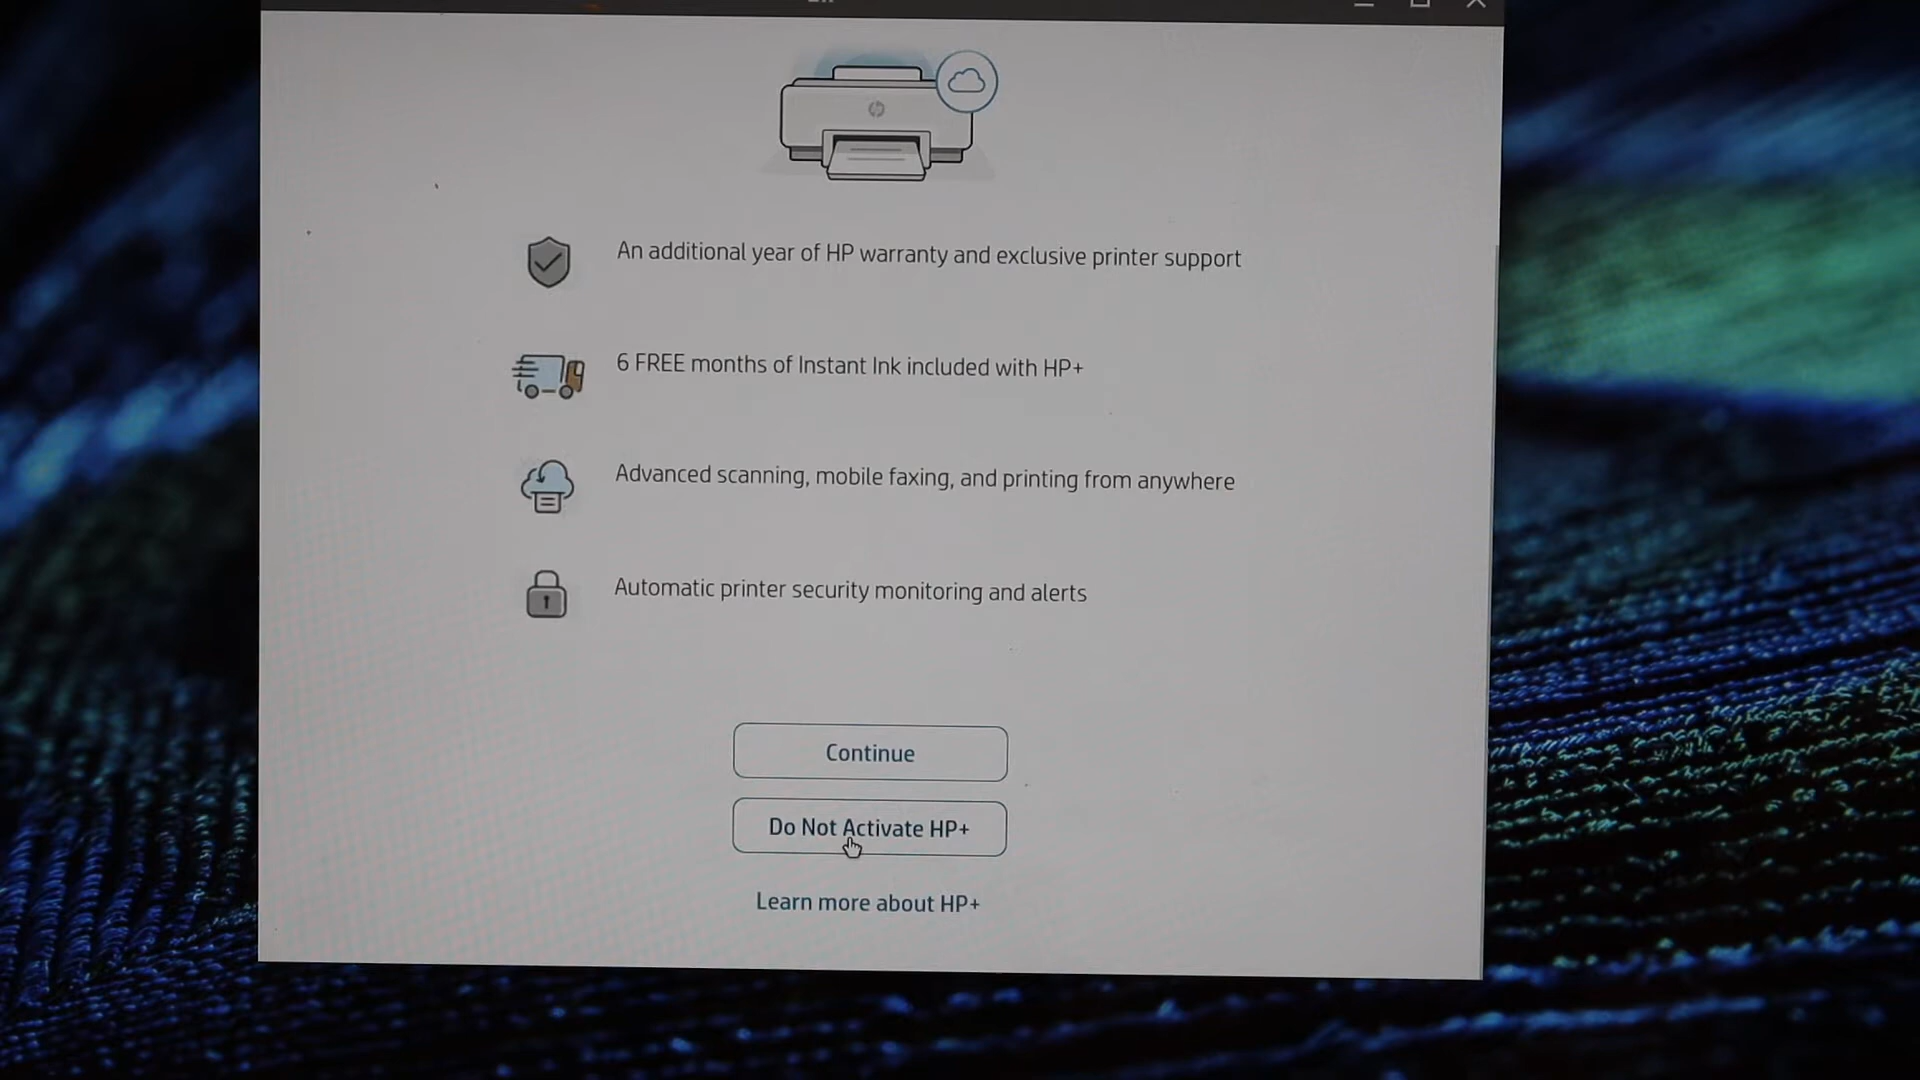 An additional year of HP warranty and exclusive printer support
6 FREE months of Instant Ink included with HP+
Advanced scanning, mobile faxing, and printing from anywhere
Automatic printer security monitoring and alerts
Continue
Do Not Activate HP+
Learn more about HP+